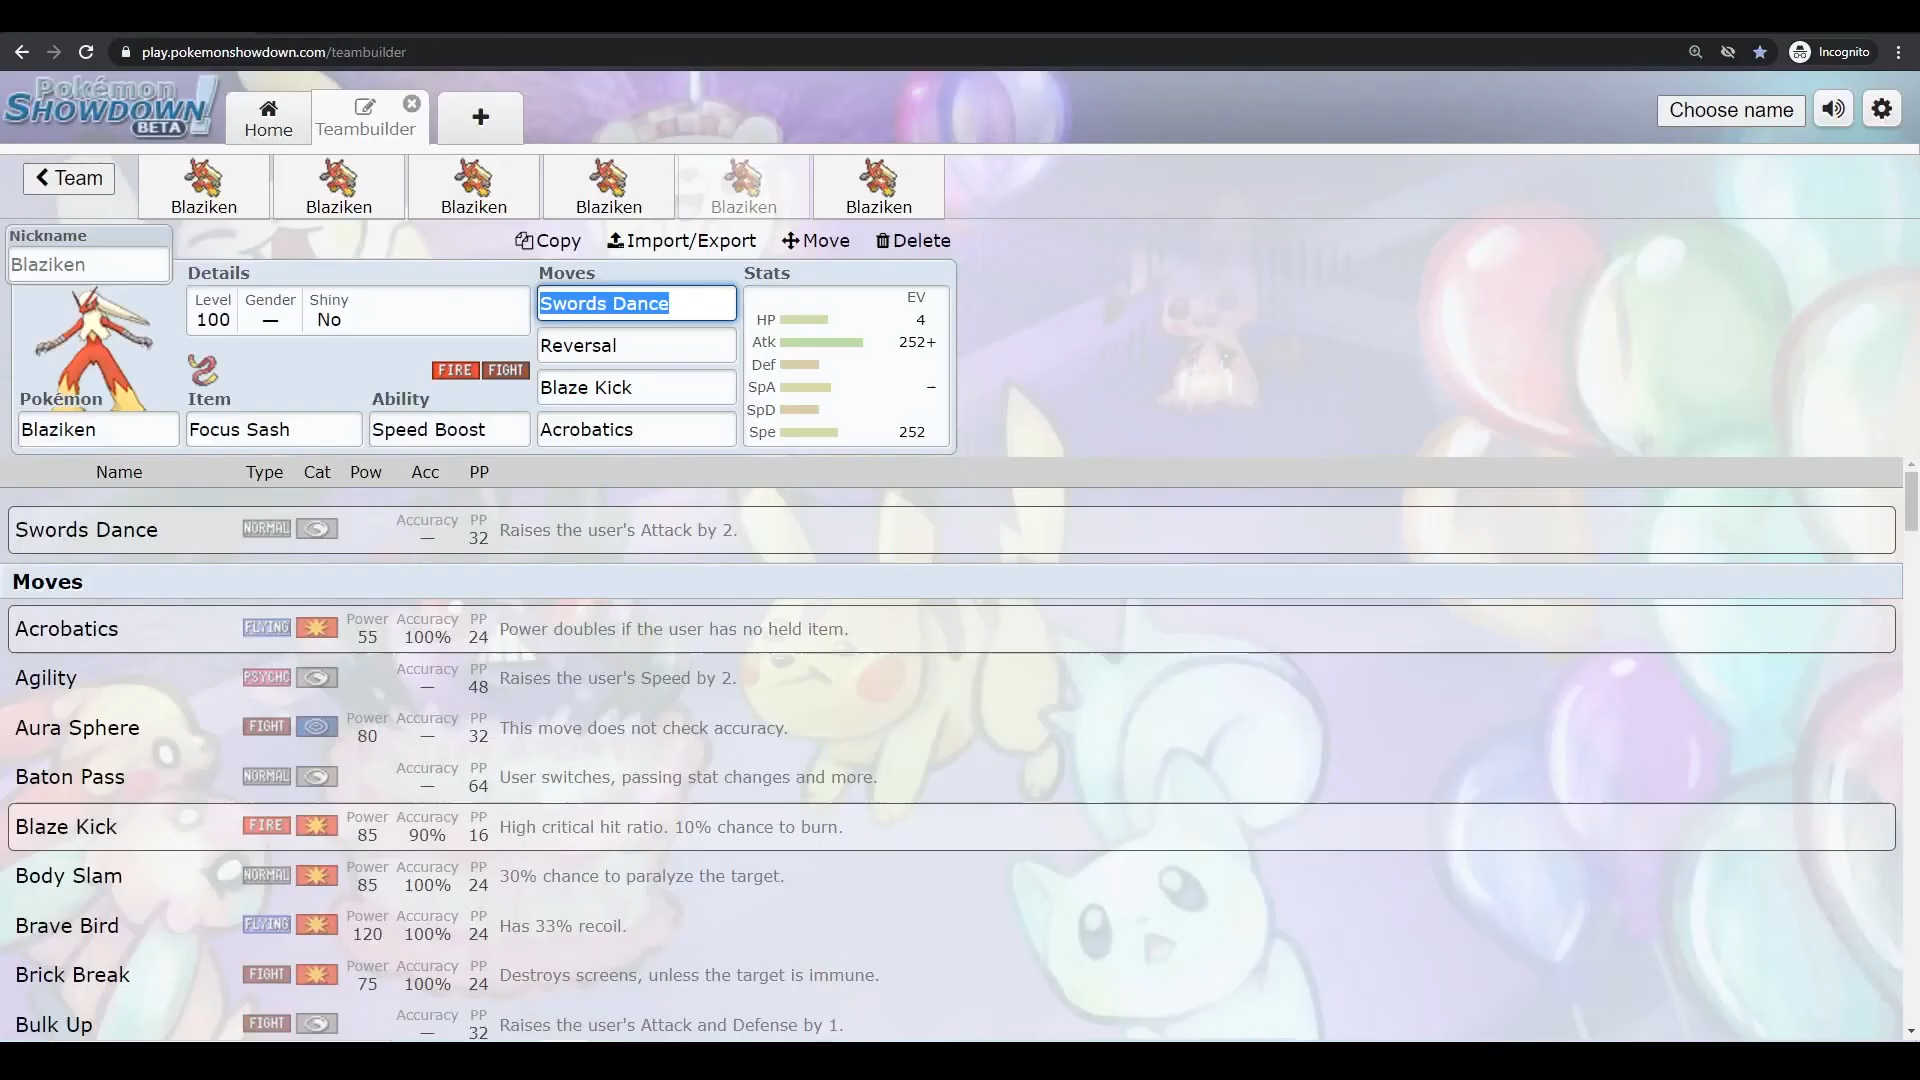 play.pokemonshowdown.com/teambuilder
Incognito
Pokémon
SHOWDOWN!
BETA
Home
Teambuilder
+
Choose name
Team
Blaziken
Blaziken
Blaziken
Blaziken
Blaziken
Blaziken
Nickname
Blaziken
Copy
Import/Export
Move
Delete
Details
Level
100
Gender
—
Shiny
No
FIRE FIGHT
Pokémon
Blaziken
Item
Focus Sash
Ability
Speed Boost
Moves
Swords Dance
Reversal
Blaze Kick
Acrobatics
Stats
EV
HP 4
Atk 252+
Def
SpA −
SpD
Spe 252
Name Type Cat Pow Acc PP
Swords Dance NORMAL Accuracy — PP 32 Raises the user's Attack by 2.
Moves
Acrobatics FLYING Power 55 Accuracy 100% PP 24 Power doubles if the user has no held item.
Agility PSYCHC Accuracy — PP 48 Raises the user's Speed by 2.
Aura Sphere FIGHT Power 80 Accuracy — PP 32 This move does not check accuracy.
Baton Pass NORMAL Accuracy — PP 64 User switches, passing stat changes and more.
Blaze Kick FIRE Power 85 Accuracy 90% PP 16 High critical hit ratio. 10% chance to burn.
Body Slam NORMAL Power 85 Accuracy 100% PP 24 30% chance to paralyze the target.
Brave Bird FLYING Power 120 Accuracy 100% PP 24 Has 33% recoil.
Brick Break FIGHT Power 75 Accuracy 100% PP 24 Destroys screens, unless the target is immune.
Bulk Up FIGHT Accuracy — PP 32 Raises the user's Attack and Defense by 1.